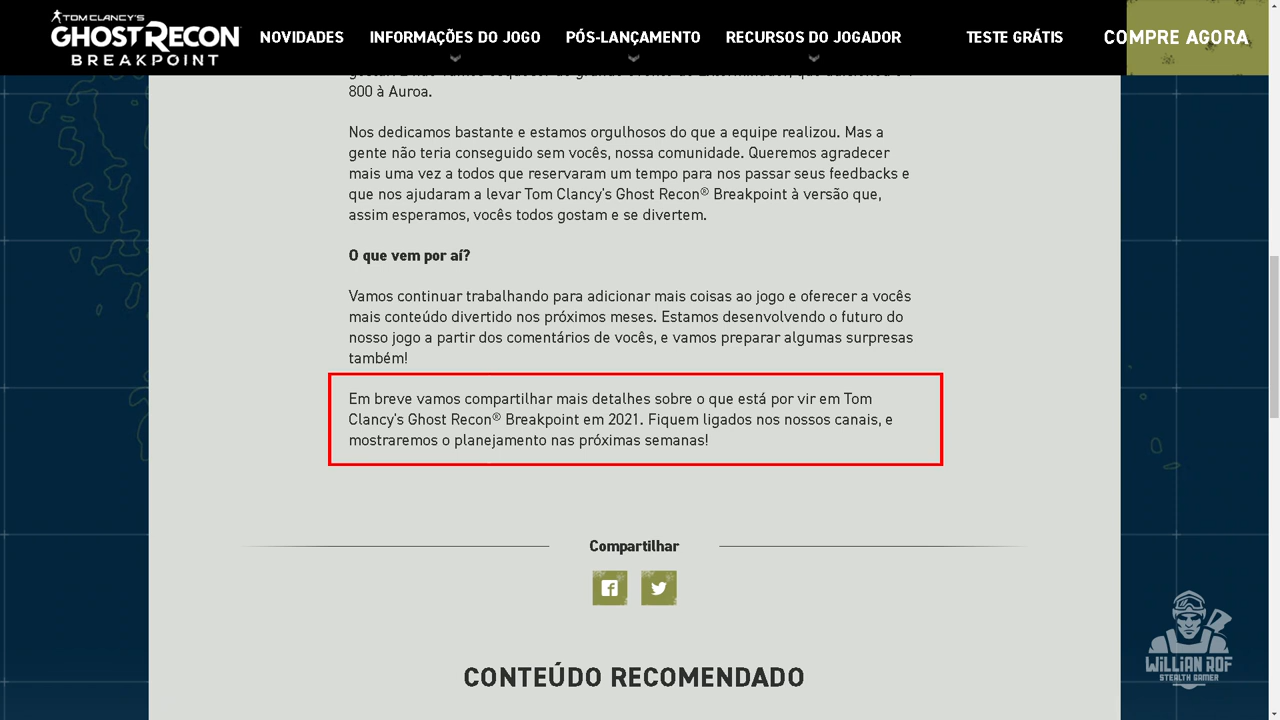 TOM CLANCY'S
GHOST RECON
BREAKPOINT
NOVIDADES
INFORMAÇÕES DO JOGO
PÓS-LANÇAMENTO
RECURSOS DO JOGADOR
TESTE GRÁTIS
COMPRE AGORA
800 à Auroa.
Nos dedicamos bastante e estamos orgulhosos do que a equipe realizou. Mas a
gente não teria conseguido sem vocês, nossa comunidade. Queremos agradecer
mais uma vez a todos que reservaram um tempo para nos passar seus feedbacks e
que nos ajudaram a levar Tom Clancy's Ghost Recon® Breakpoint à versão que,
assim esperamos, vocês todos gostam e se divertem.
O que vem por aí?
Vamos continuar trabalhando para adicionar mais coisas ao jogo e oferecer a vocês
mais conteúdo divertido nos próximos meses. Estamos desenvolvendo o futuro do
nosso jogo a partir dos comentários de vocês, e vamos preparar algumas surpresas
também!
Em breve vamos compartilhar mais detalhes sobre o que está por vir em Tom
Clancy's Ghost Recon® Breakpoint em 2021. Fiquem ligados nos nossos canais, e
mostraremos o planejamento nas próximas semanas!
Compartilhar
CONTEÚDO RECOMENDADO
WILLIAN ROF
STEALTH GAMER